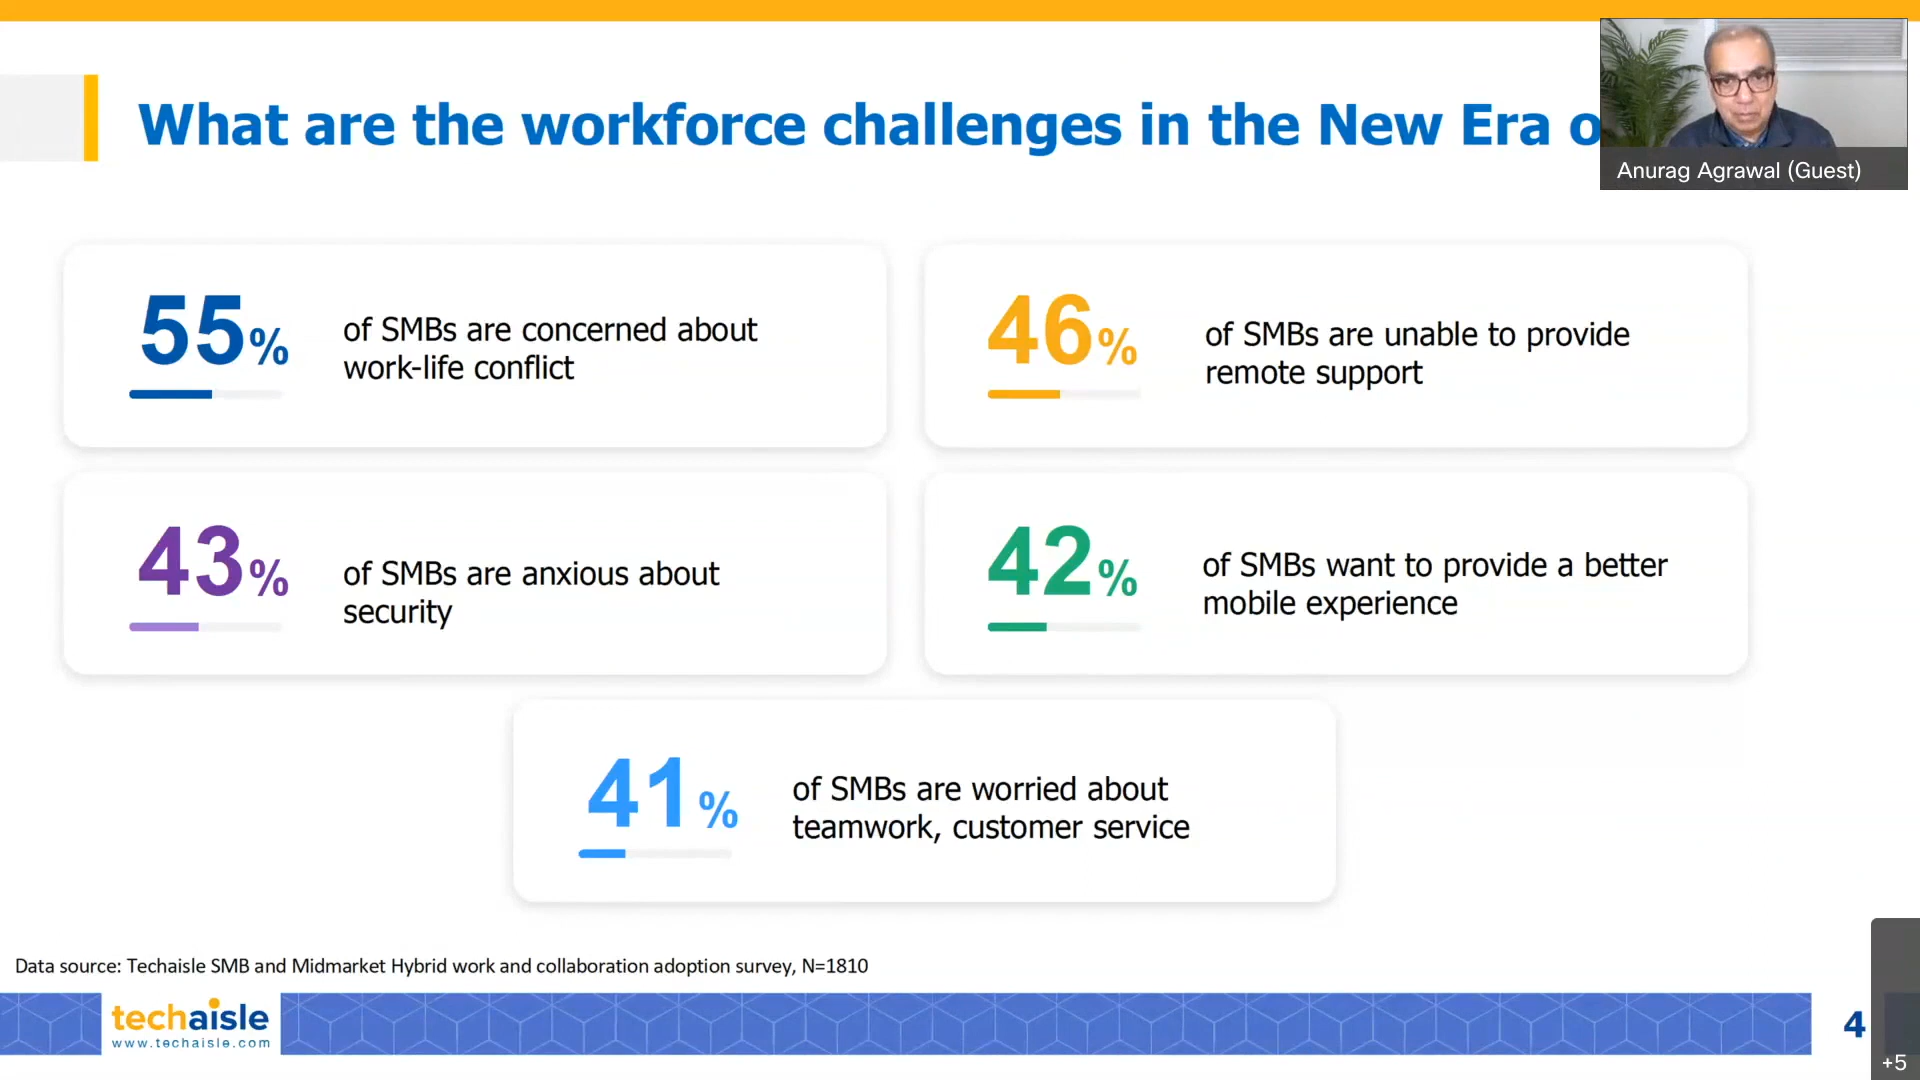 What are the workforce challenges in the New Era o
Anurag Agrawal (Guest)
55%
of SMBs are concerned about
work-life conflict
46%
of SMBs are unable to provide
remote support
43%
of SMBs are anxious about
security
42%
of SMBs want to provide a better
mobile experience
41%
of SMBs are worried about
teamwork, customer service
Data source: Techaisle SMB and Midmarket Hybrid work and collaboration adoption survey, N=1810
techaisle
www.techaisle.com
4
+5